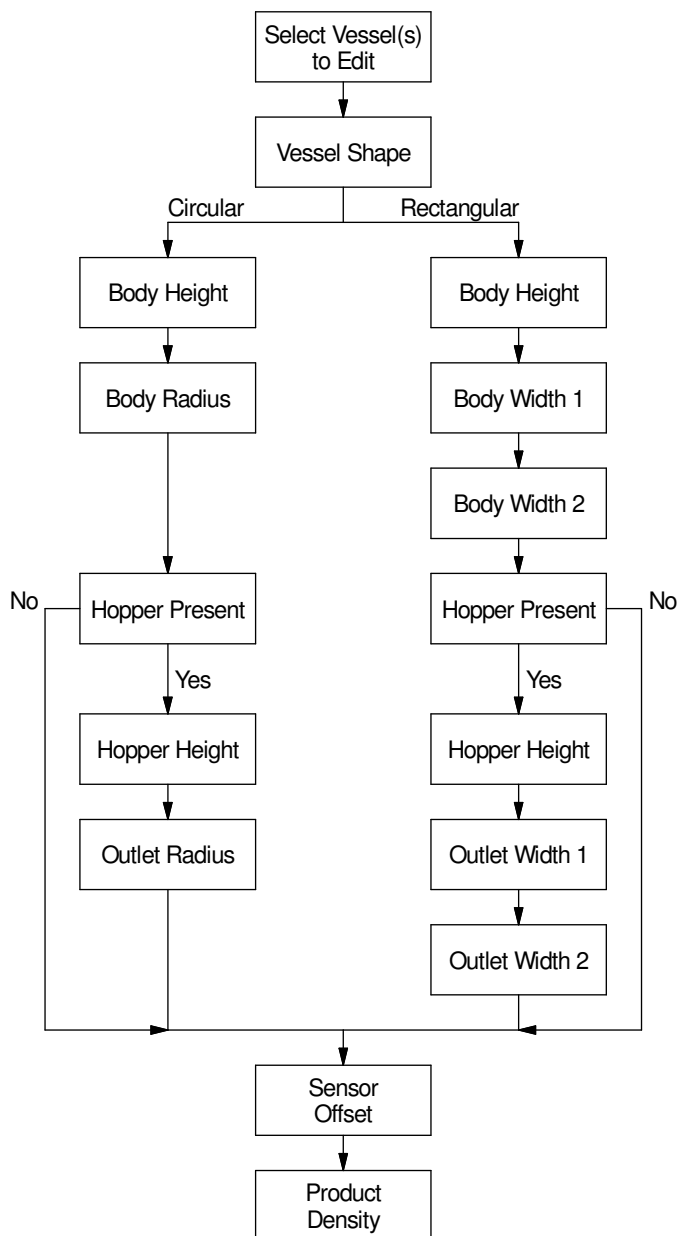 Select Vessel(s)
to Edit
Vessel Shape
Circular
Rectangular
Body Height
Body Height
Body Radius
Body Width 1
Body Width 2
No
Hopper Present
Hopper Present
No
Yes
Yes
Hopper Height
Hopper Height
Outlet Radius
Outlet Width 1
Outlet Width 2
Sensor
Offset
Product
Density